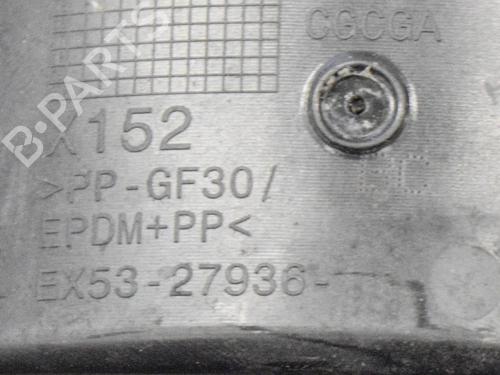 CGCGA
B-PARTS
X152
>PP-GF30/
EPDM+PP<
EX53-27936-